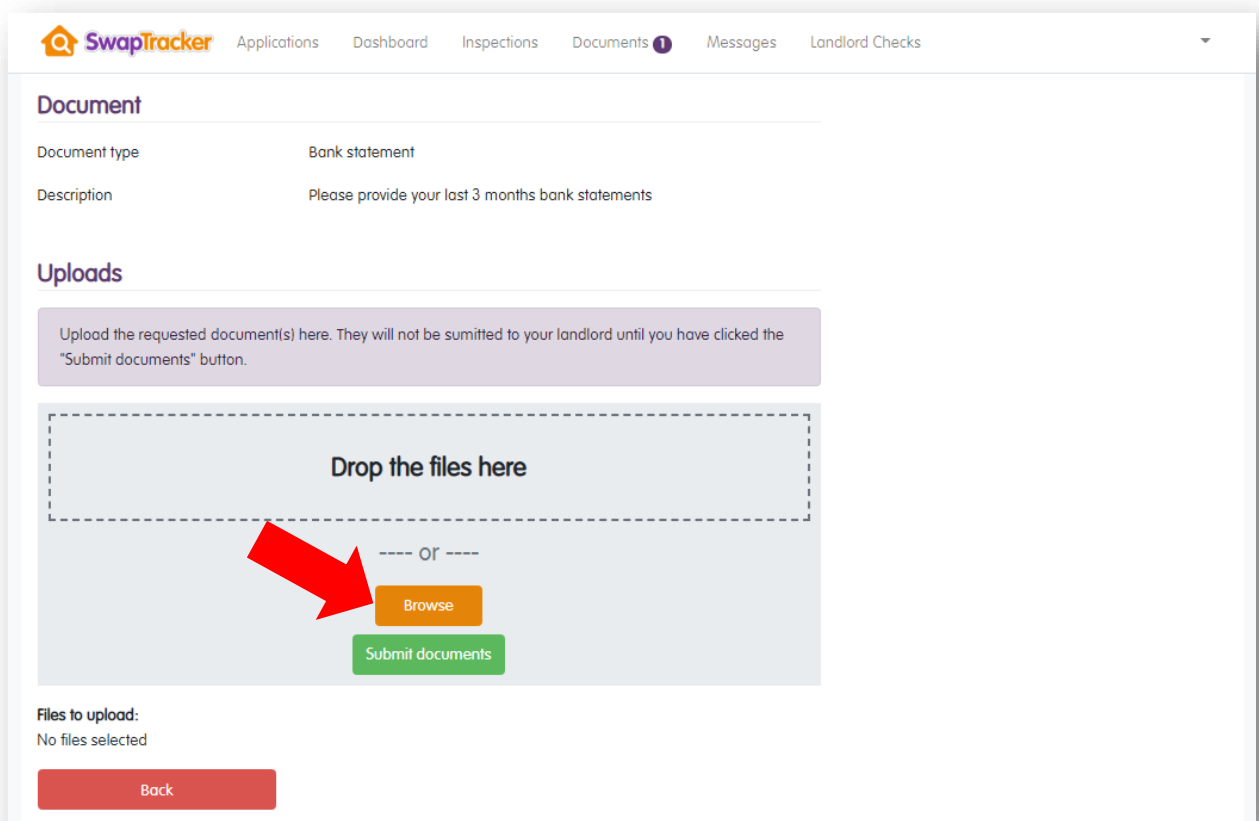 SwapTracker Applications Dashboard Inspections Documents 1 Messages Landlord Checks
Document
Document type Bank statement
Description Please provide your last 3 months bank statements
Uploads
Upload the requested document(s) here. They will not be sumitted to your landlord until you have clicked the
"Submit documents" button.
Drop the files here
---- or ----
Browse
Submit documents
Files to upload:
No files selected
Back